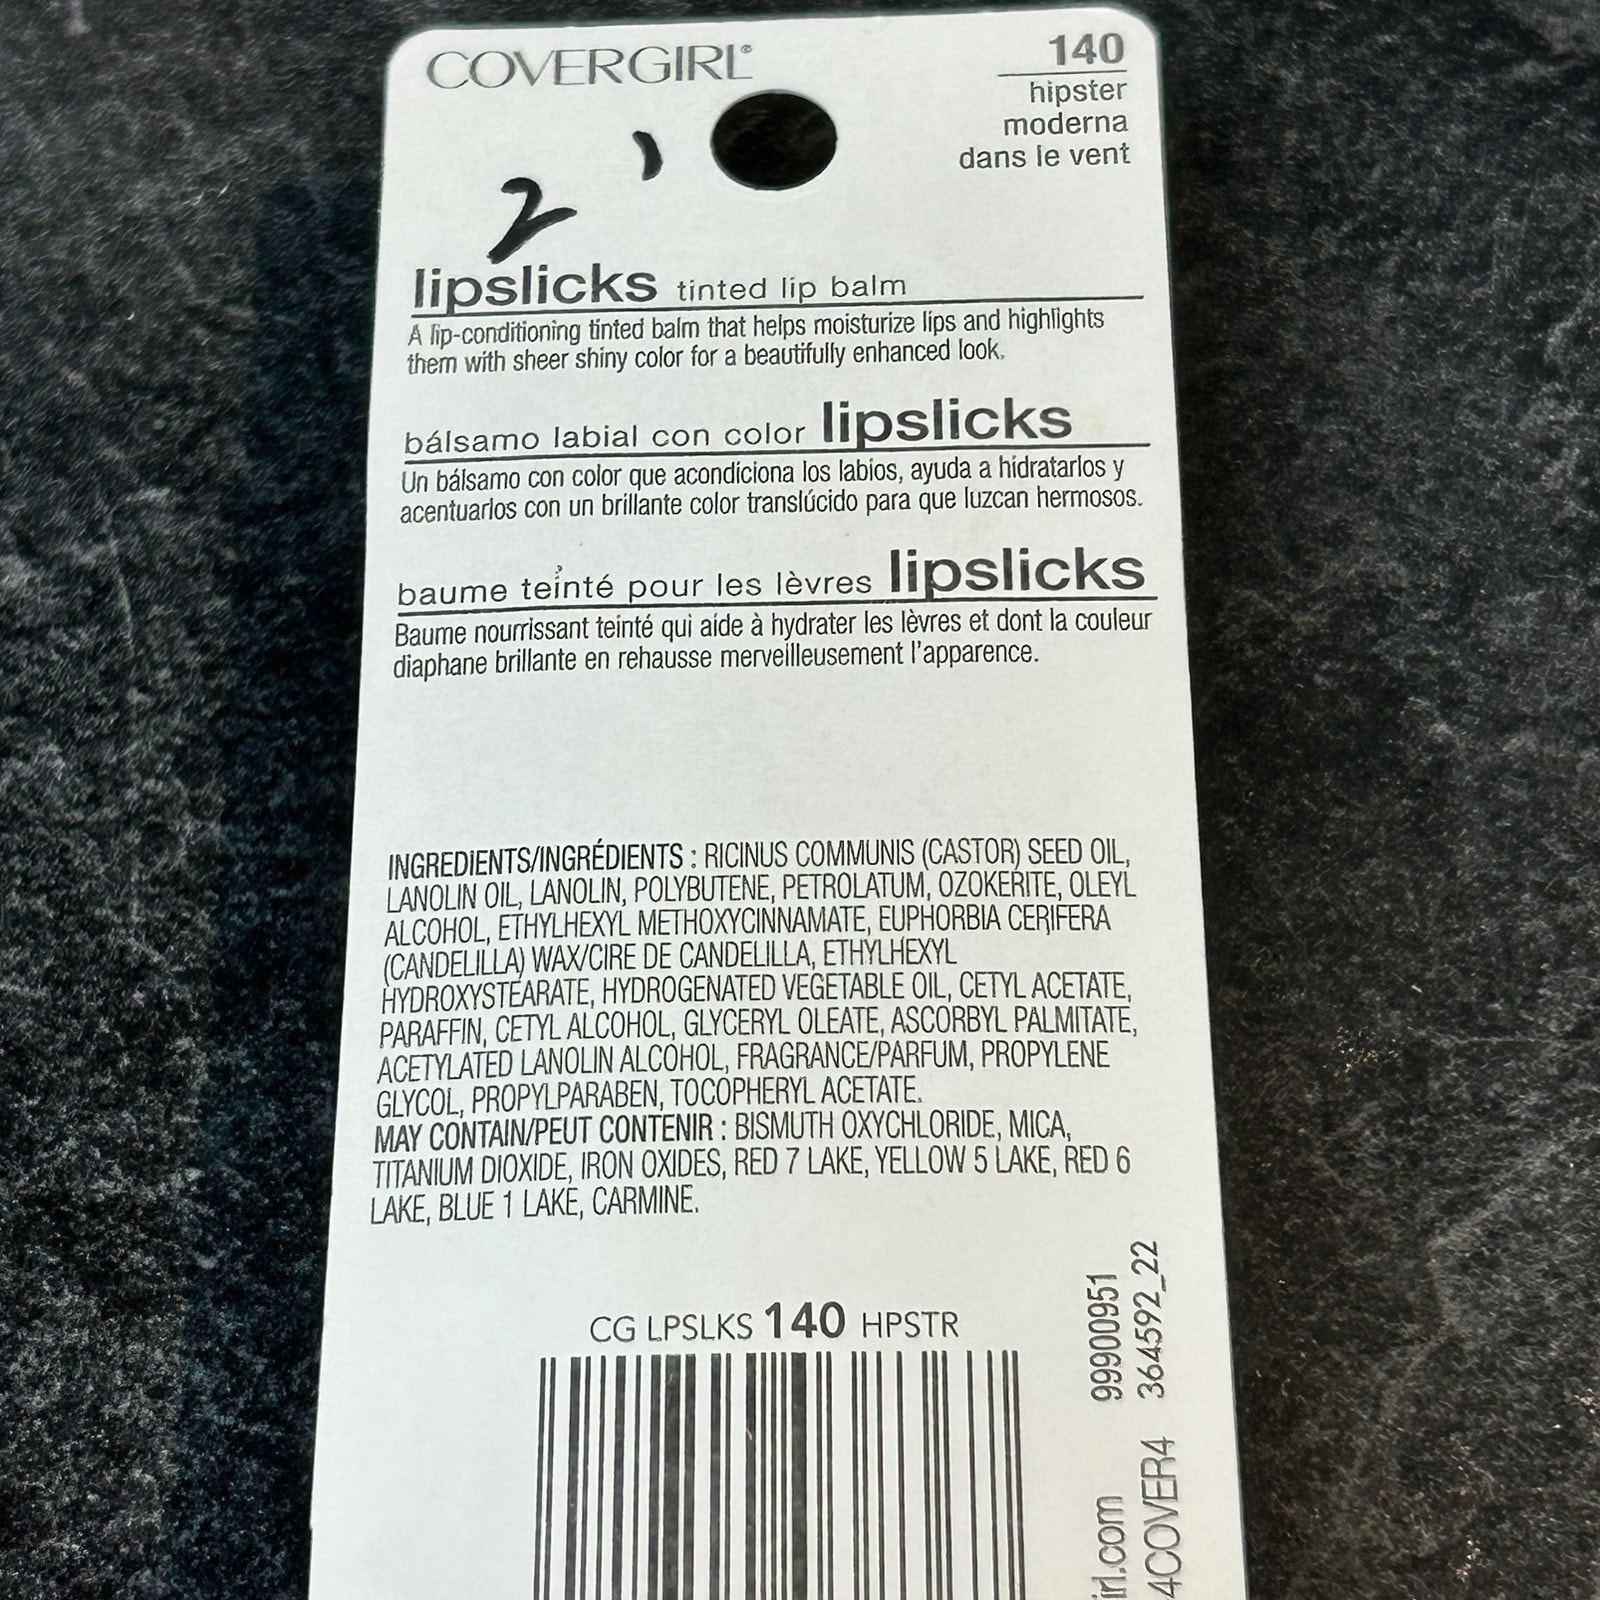 COVERGIRL®
140
hipster
moderna
dans le vent
2
lipslicks tinted lip balm
A lip-conditioning tinted balm that helps moisturize lips and highlights
them with sheer shiny color for a beautifully enhanced look.
bálsamo labial con color lipslicks
Un bálsamo con color que acondiciona los labios, ayuda a hidratarlos y
acentuarlos con un brillante color translúcido para que luzcan hermosos.
baume teinté pour les lèvres lipslicks
Baume nourrissant teinté qui aide à hydrater les lèvres et dont la couleur
diaphane brillante en rehausse merveilleusement l'apparence.
INGREDIENTS/INGRÉDIENTS : RICINUS COMMUNIS (CASTOR) SEED OIL,
LANOLIN OIL, LANOLIN, POLYBUTENE, PETROLATUM, OZOKERITE, OLEYL
ALCOHOL, ETHYLHEXYL METHOXYCINNAMATE, EUPHORBIA CERIFERA
(CANDELILLA) WAX/CIRE DE CANDELILLA, ETHYLHEXYL
HYDROXYSTEARATE, HYDROGENATED VEGETABLE OIL, CETYL ACETATE,
PARAFFIN, CETYL ALCOHOL, GLYCERYL OLEATE, ASCORBYL PALMITATE,
ACETYLATED LANOLIN ALCOHOL, FRAGRANCE/PARFUM, PROPYLENE
GLYCOL, PROPYLPARABEN, TOCOPHERYL ACETATE.
MAY CONTAIN/PEUT CONTENIR : BISMUTH OXYCHLORIDE, MICA,
TITANIUM DIOXIDE, IRON OXIDES, RED 7 LAKE, YELLOW 5 LAKE, RED 6
LAKE, BLUE 1 LAKE, CARMINE.
CG LPSLKS 140 HPSTR
irl.com 99900951
4COVER4 364592_22